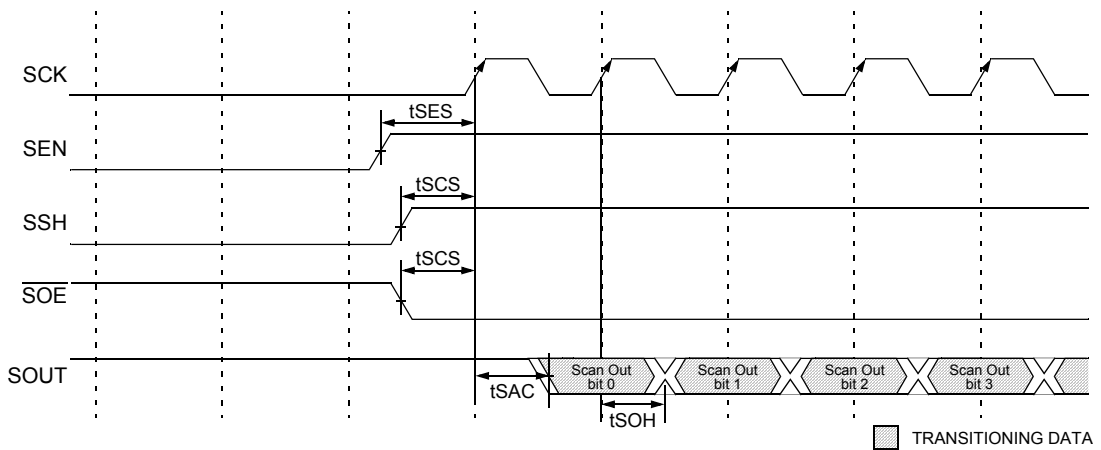 SCK
tSES
SEN
tSCS
SSH
tSCS
SOE
SOUT
Scan Out
bit 0
Scan Out
bit 1
Scan Out
bit 2
Scan Out
bit 3
tSAC
tSOH
TRANSITIONING DATA